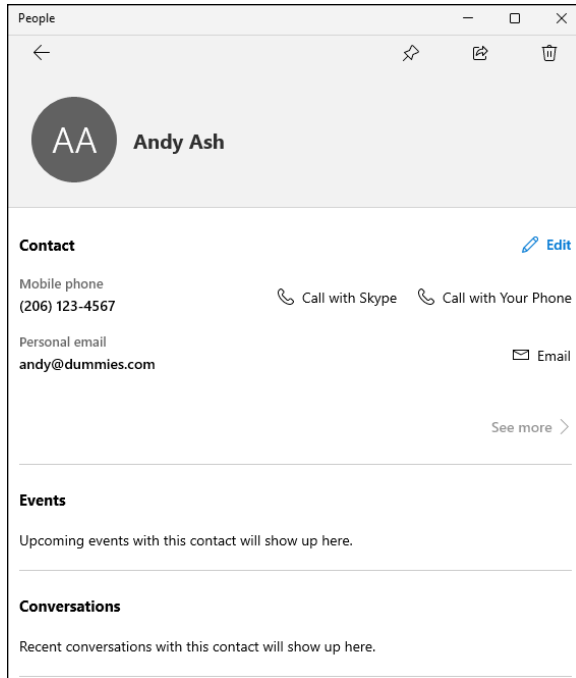 People
AA
Andy Ash
Contact
Edit
Mobile phone
(206) 123-4567
Call with Skype
Call with Your Phone
Personal email
andy@dummies.com
Email
See more
Events
Upcoming events with this contact will show up here.
Conversations
Recent conversations with this contact will show up here.